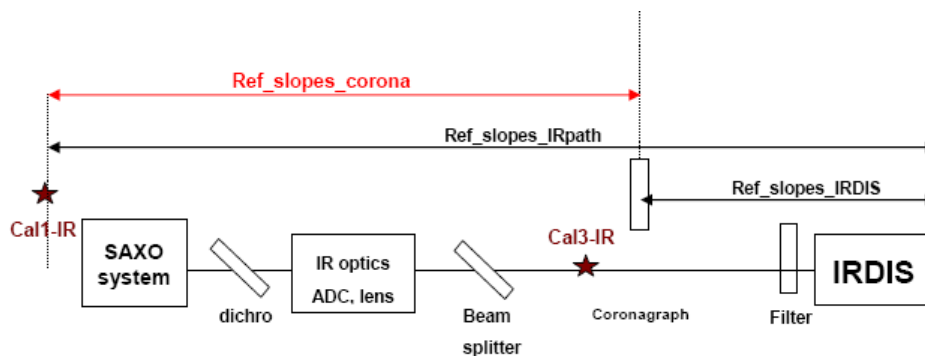 Ref_slopes_corona
Ref_slopes_IRpath
Ref_slopes_IRDIS
Cal1-IR
Cal3-IR
SAXO
system
IR optics
ADC, lens
IRDIS
dichro
Beam
splitter
Coronagraph
Filter